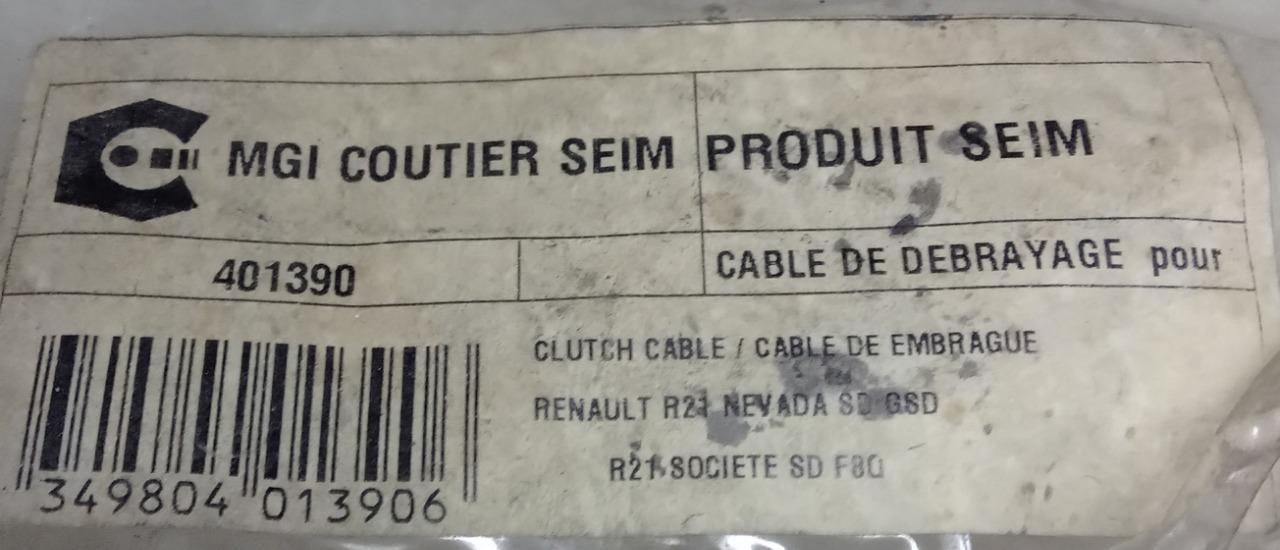 MGI COUTIER SEIM
PRODUIT SEIM
401390
CABLE DE DEBRAYAGE pour
CLUTCH CABLE / CABLE DE EMBRAGUE
RENAULT R21 NEVADA SD GSD
R21 SOCIETE SD F8Q
349804 013906